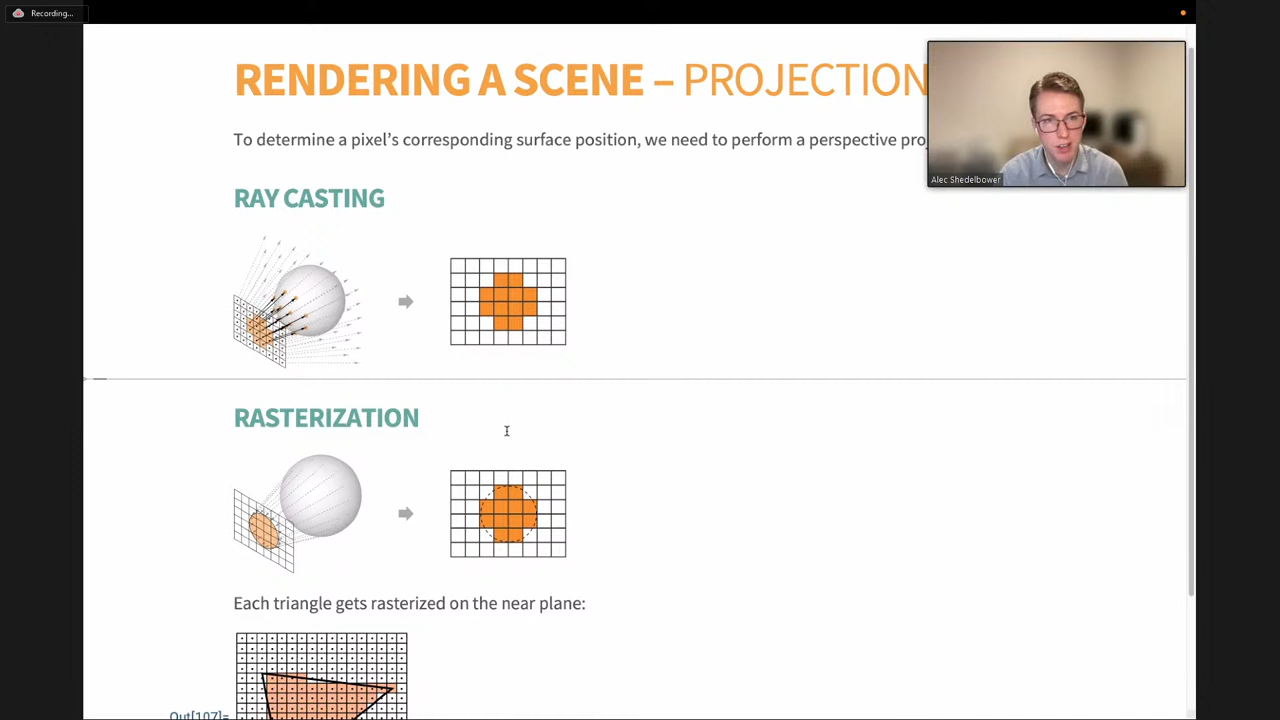 Recording...
RENDERING A SCENE – PROJECTION
To determine a pixel's corresponding surface position, we need to perform a perspective
Alec Shedelbower
RAY CASTING
RASTERIZATION
Each triangle gets rasterized on the near plane:
Out[107]=